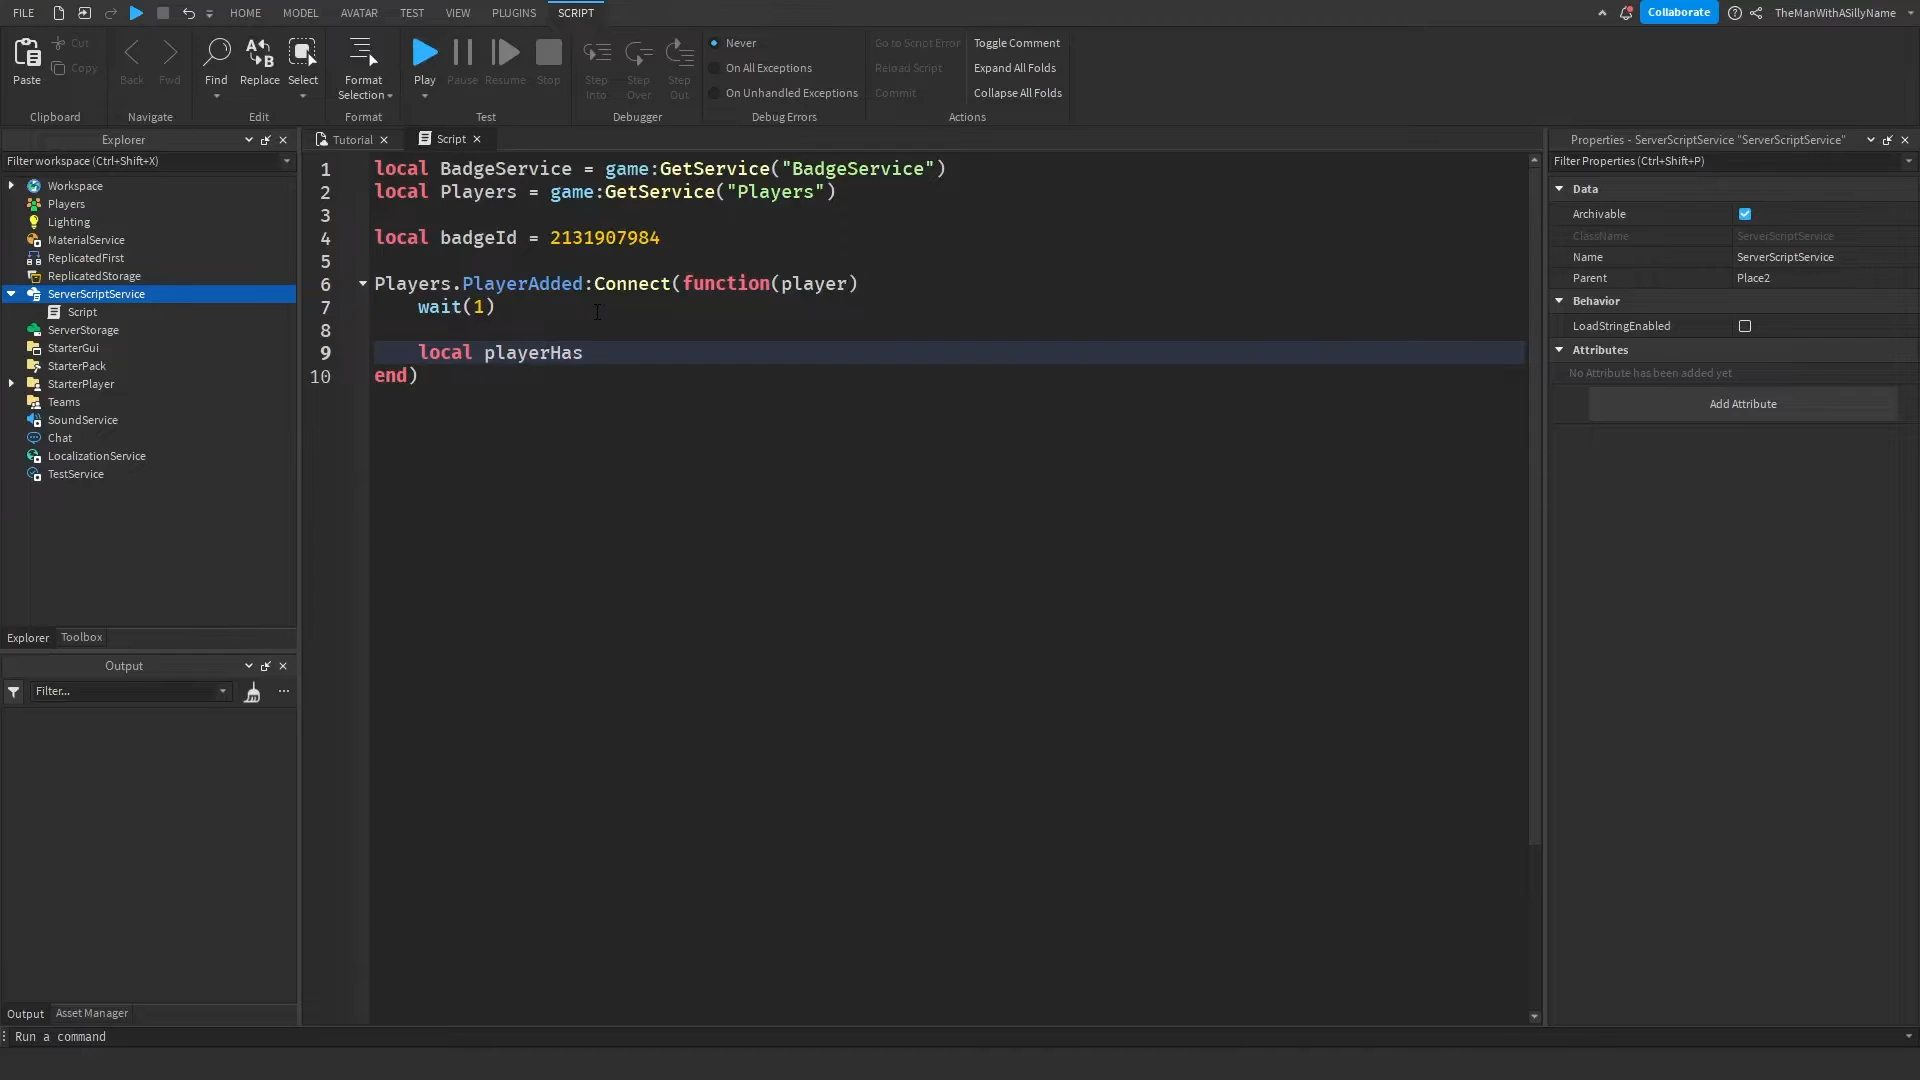 FILE
HOME
MODEL
AVATAR
TEST
VIEW
PLUGINS
SCRIPT
Collaborate
TheManWithASillyName
Paste
Cut
Copy
Clipboard
Back
Fwd
Navigate
Find
Replace
Select
Edit
Format
Selection
Format
Play
Pause
Resume
Stop
Test
Step
Into
Step
Over
Step
Out
Debugger
Never
On All Exceptions
On Unhandled Exceptions
Debug Errors
Go to Script Error
Reload Script
Commit
Toggle Comment
Expand All Folds
Collapse All Folds
Actions
Explorer
Filter workspace (Ctrl+Shift+X)
Workspace
Players
Lighting
MaterialService
ReplicatedFirst
ReplicatedStorage
ServerScriptService
Script
ServerStorage
StarterGui
StarterPack
StarterPlayer
Teams
SoundService
Chat
LocalizationService
TestService
Explorer
Toolbox
Output
Filter...
Output
Asset Manager
Run a command
Tutorial
Script
1 local BadgeService = game:GetService("BadgeService")
2 local Players = game:GetService("Players")
3
4 local badgeId = 2131907984
5
6 Players.PlayerAdded:Connect(function(player)
7 wait(1)
8
9 local playerHas
10 end)
Properties - ServerScriptService "ServerScriptService"
Filter Properties (Ctrl+Shift+P)
Data
Archivable
ClassName ServerScriptService
Name ServerScriptService
Parent Place2
Behavior
LoadStringEnabled
Attributes
No Attribute has been added yet
Add Attribute